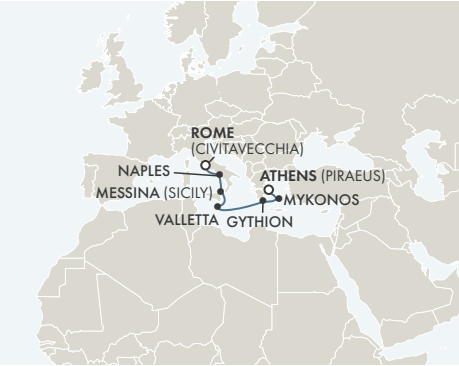 ROME
(CIVITAVECCHIA)
NAPLES
ATHENS (PIRAEUS)
MESSINA (SICILY)
MYKONOS
VALLETTA
GYTHION